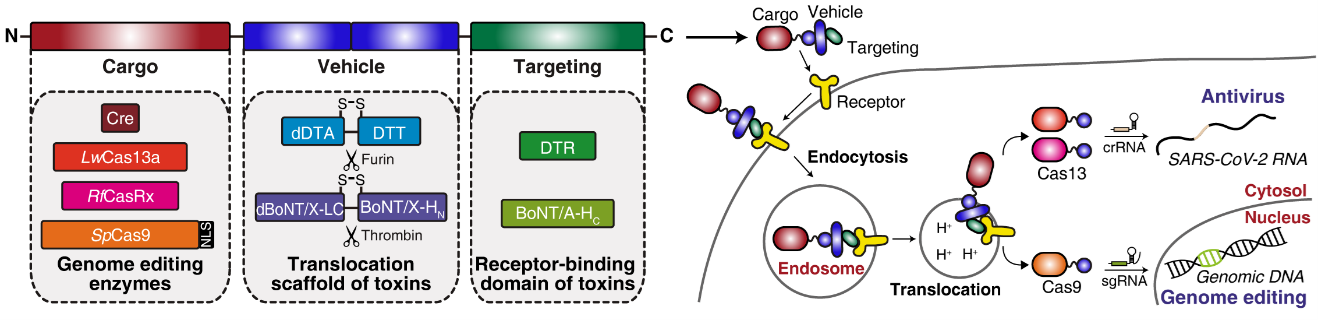 N
C
Cargo
Vehicle
Targeting
Cre
LwCas13a
RfCasRx
SpCas9
NLS
Genome editing
enzymes
S-S
dDTA
DTT
Furin
S-S
dBoNT/X-LC
BoNT/X-HN
Thrombin
Translocation
scaffold of toxins
DTR
BoNT/A-HC
Receptor-binding
domain of toxins
Cargo
Vehicle
Targeting
Receptor
Endocytosis
Endosome
H⁺
H⁺ H⁺
Translocation
Cas13
crRNA
Antivirus
SARS-CoV-2 RNA
Cytosol
Nucleus
Cas9
sgRNA
Genomic DNA
Genome editing